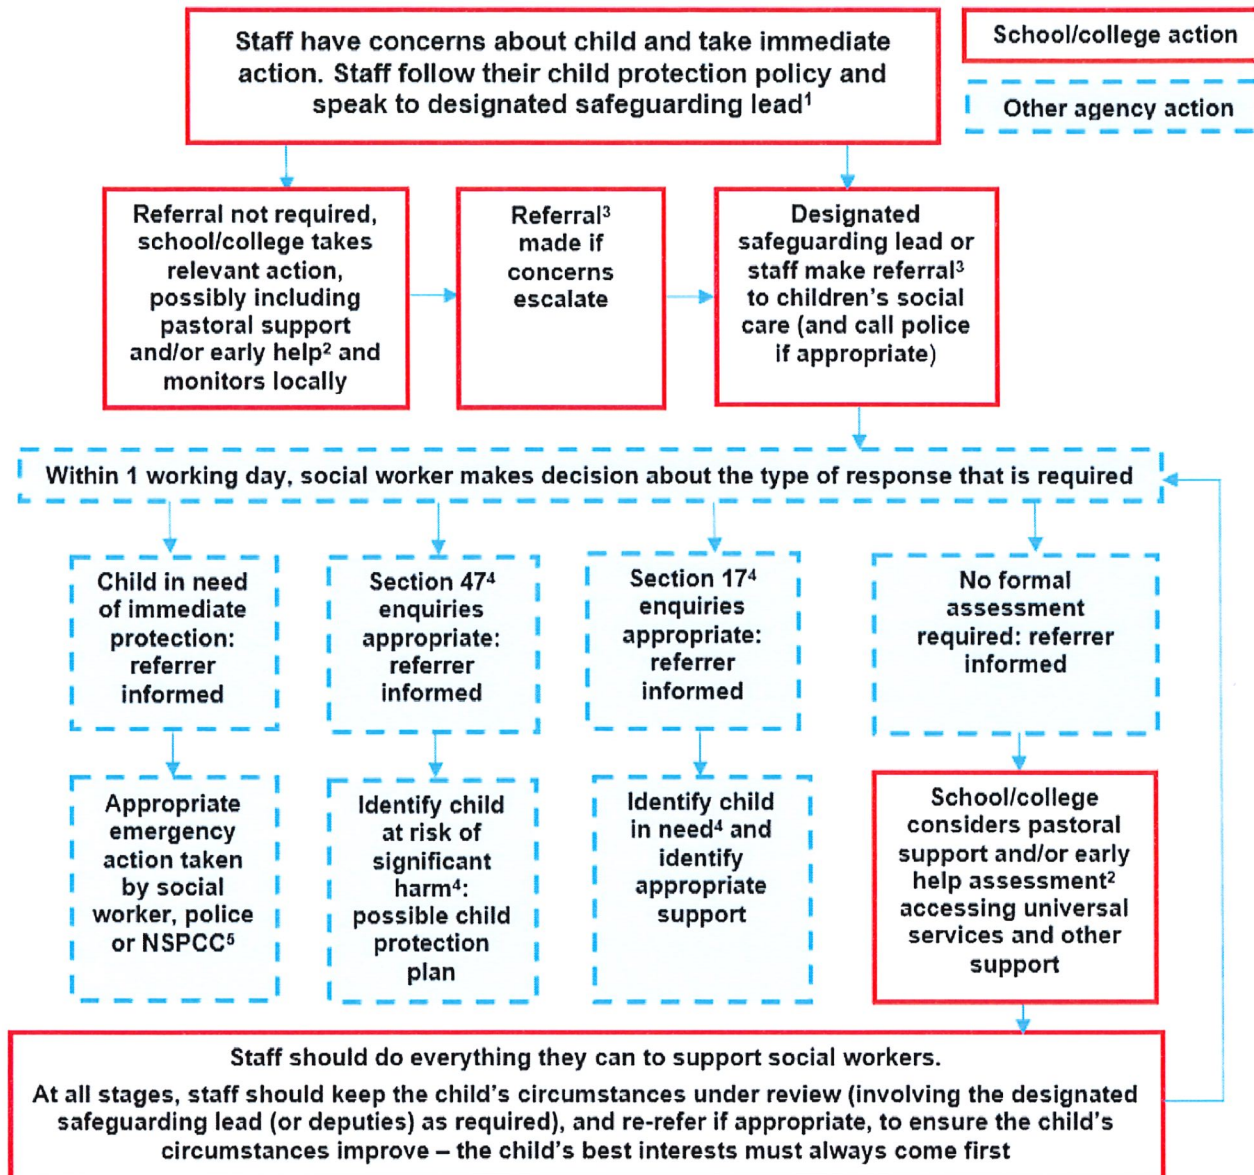 Staff have concerns about child and take immediate
action. Staff follow their child protection policy and
speak to designated safeguarding lead¹
School/college action
Other agency action
Referral not required,
school/college takes
relevant action,
possibly including
pastoral support
and/or early help² and
monitors locally
Referral³
made if
concerns
escalate
Designated
safeguarding lead or
staff make referral³
to children’s social
care (and call police
if appropriate)
Within 1 working day, social worker makes decision about the type of response that is required
Child in need
of immediate
protection:
referrer
informed
Section 47⁴
enquiries
appropriate:
referrer
informed
Section 17⁴
enquiries
appropriate:
referrer
informed
No formal
assessment
required: referrer
informed
Appropriate
emergency
action taken
by social
worker, police
or NSPCC⁵
Identify child
at risk of
significant
harm⁴:
possible child
protection
plan
Identify child
in need⁴ and
identify
appropriate
support
School/college
considers pastoral
support and/or early
help assessment²
accessing universal
services and other
support
Staff should do everything they can to support social workers.
At all stages, staff should keep the child’s circumstances under review (involving the designated
safeguarding lead (or deputies) as required), and re-refer if appropriate, to ensure the child’s
circumstances improve – the child’s best interests must always come first